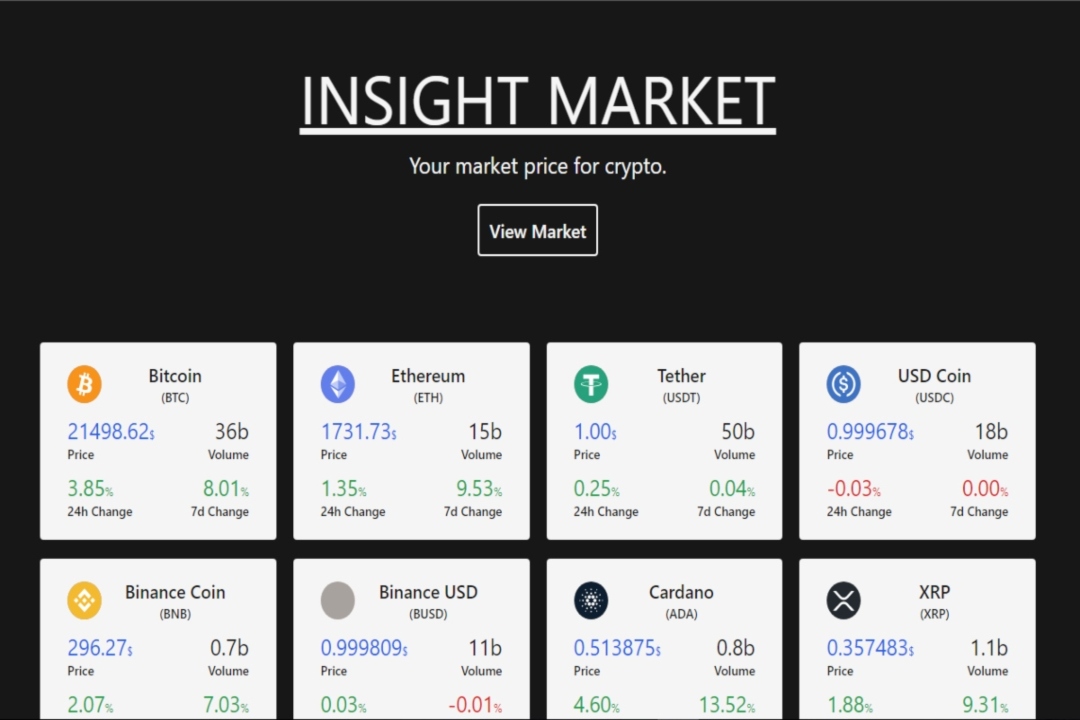 INSIGHT MARKET
Your market price for crypto.
View Market
Bitcoin
(BTC)
21498.62$ 36b
Price Volume
3.85% 8.01%
24h Change 7d Change
Ethereum
(ETH)
1731.73$ 15b
Price Volume
1.35% 9.53%
24h Change 7d Change
Tether
(USDT)
1.00$ 50b
Price Volume
0.25% 0.04%
24h Change 7d Change
USD Coin
(USDC)
0.999678$ 18b
Price Volume
-0.03% 0.00%
24h Change 7d Change
Binance Coin
(BNB)
296.27$ 0.7b
Price Volume
2.07% 7.03%
Binance USD
(BUSD)
0.999809$ 11b
Price Volume
0.03% -0.01%
Cardano
(ADA)
0.513875$ 0.8b
Price Volume
4.60% 13.52%
XRP
(XRP)
0.357483$ 1.1b
Price Volume
1.88% 9.31%